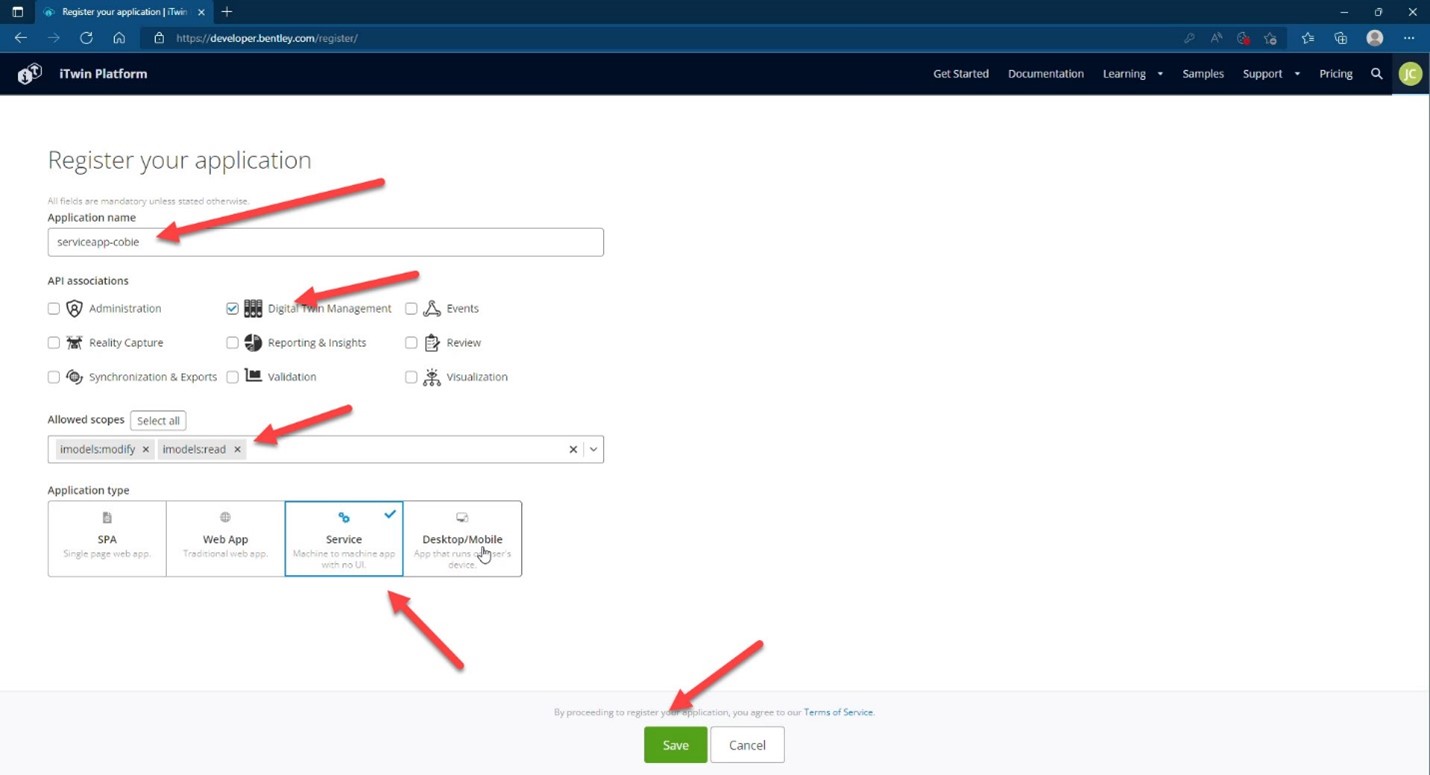 Register your application | iTwin
https://developer.bentley.com/register/
iTwin Platform
Get Started
Documentation
Learning
Samples
Support
Pricing
JC
Register your application
All fields are mandatory unless stated otherwise.
Application name
serviceapp-cobie
API associations
Administration
Digital Twin Management
Events
Reality Capture
Reporting & Insights
Review
Synchronization & Exports
Validation
Visualization
Allowed scopes
Select all
imodels:modify
imodels:read
Application type
SPA
Single page web app.
Web App
Traditional web app.
Service
Machine to machine app
with no UI.
Desktop/Mobile
App that runs on user's
device.
By proceeding to register your application, you agree to our Terms of Service.
Save
Cancel